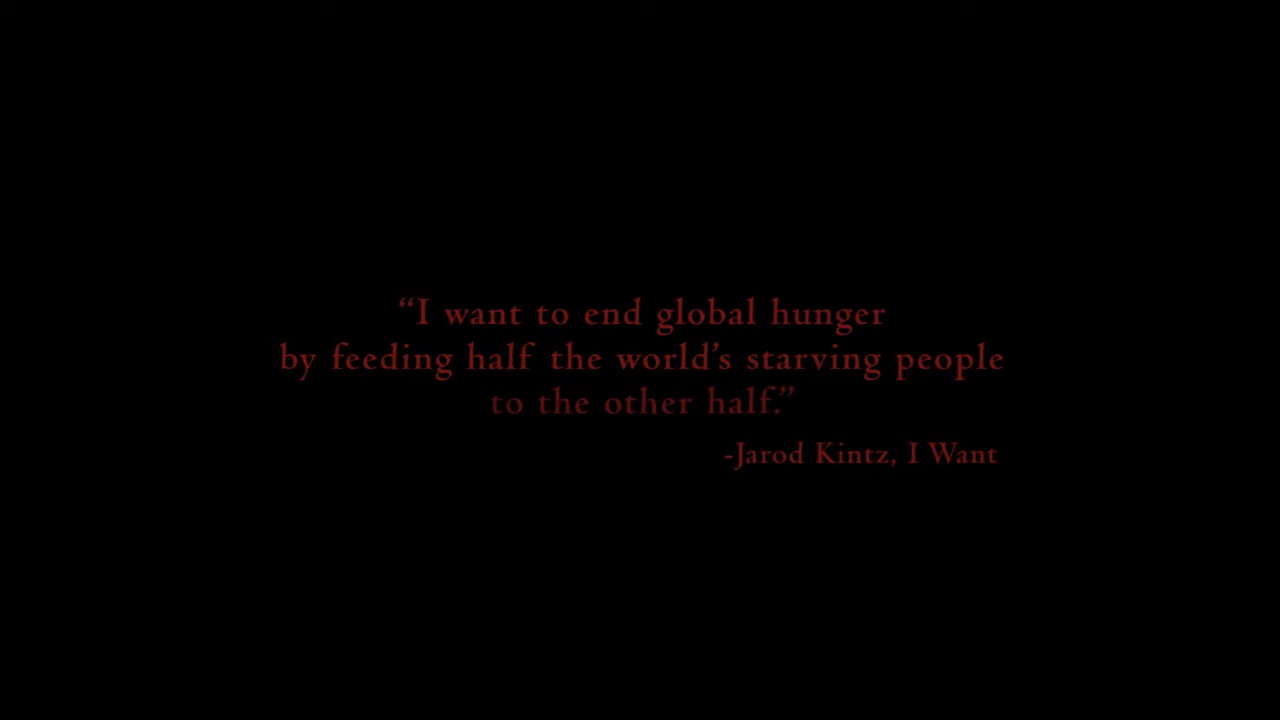 “I want to end global hunger
by feeding half the world’s starving people
to the other half.”
-Jarod Kintz, I Want